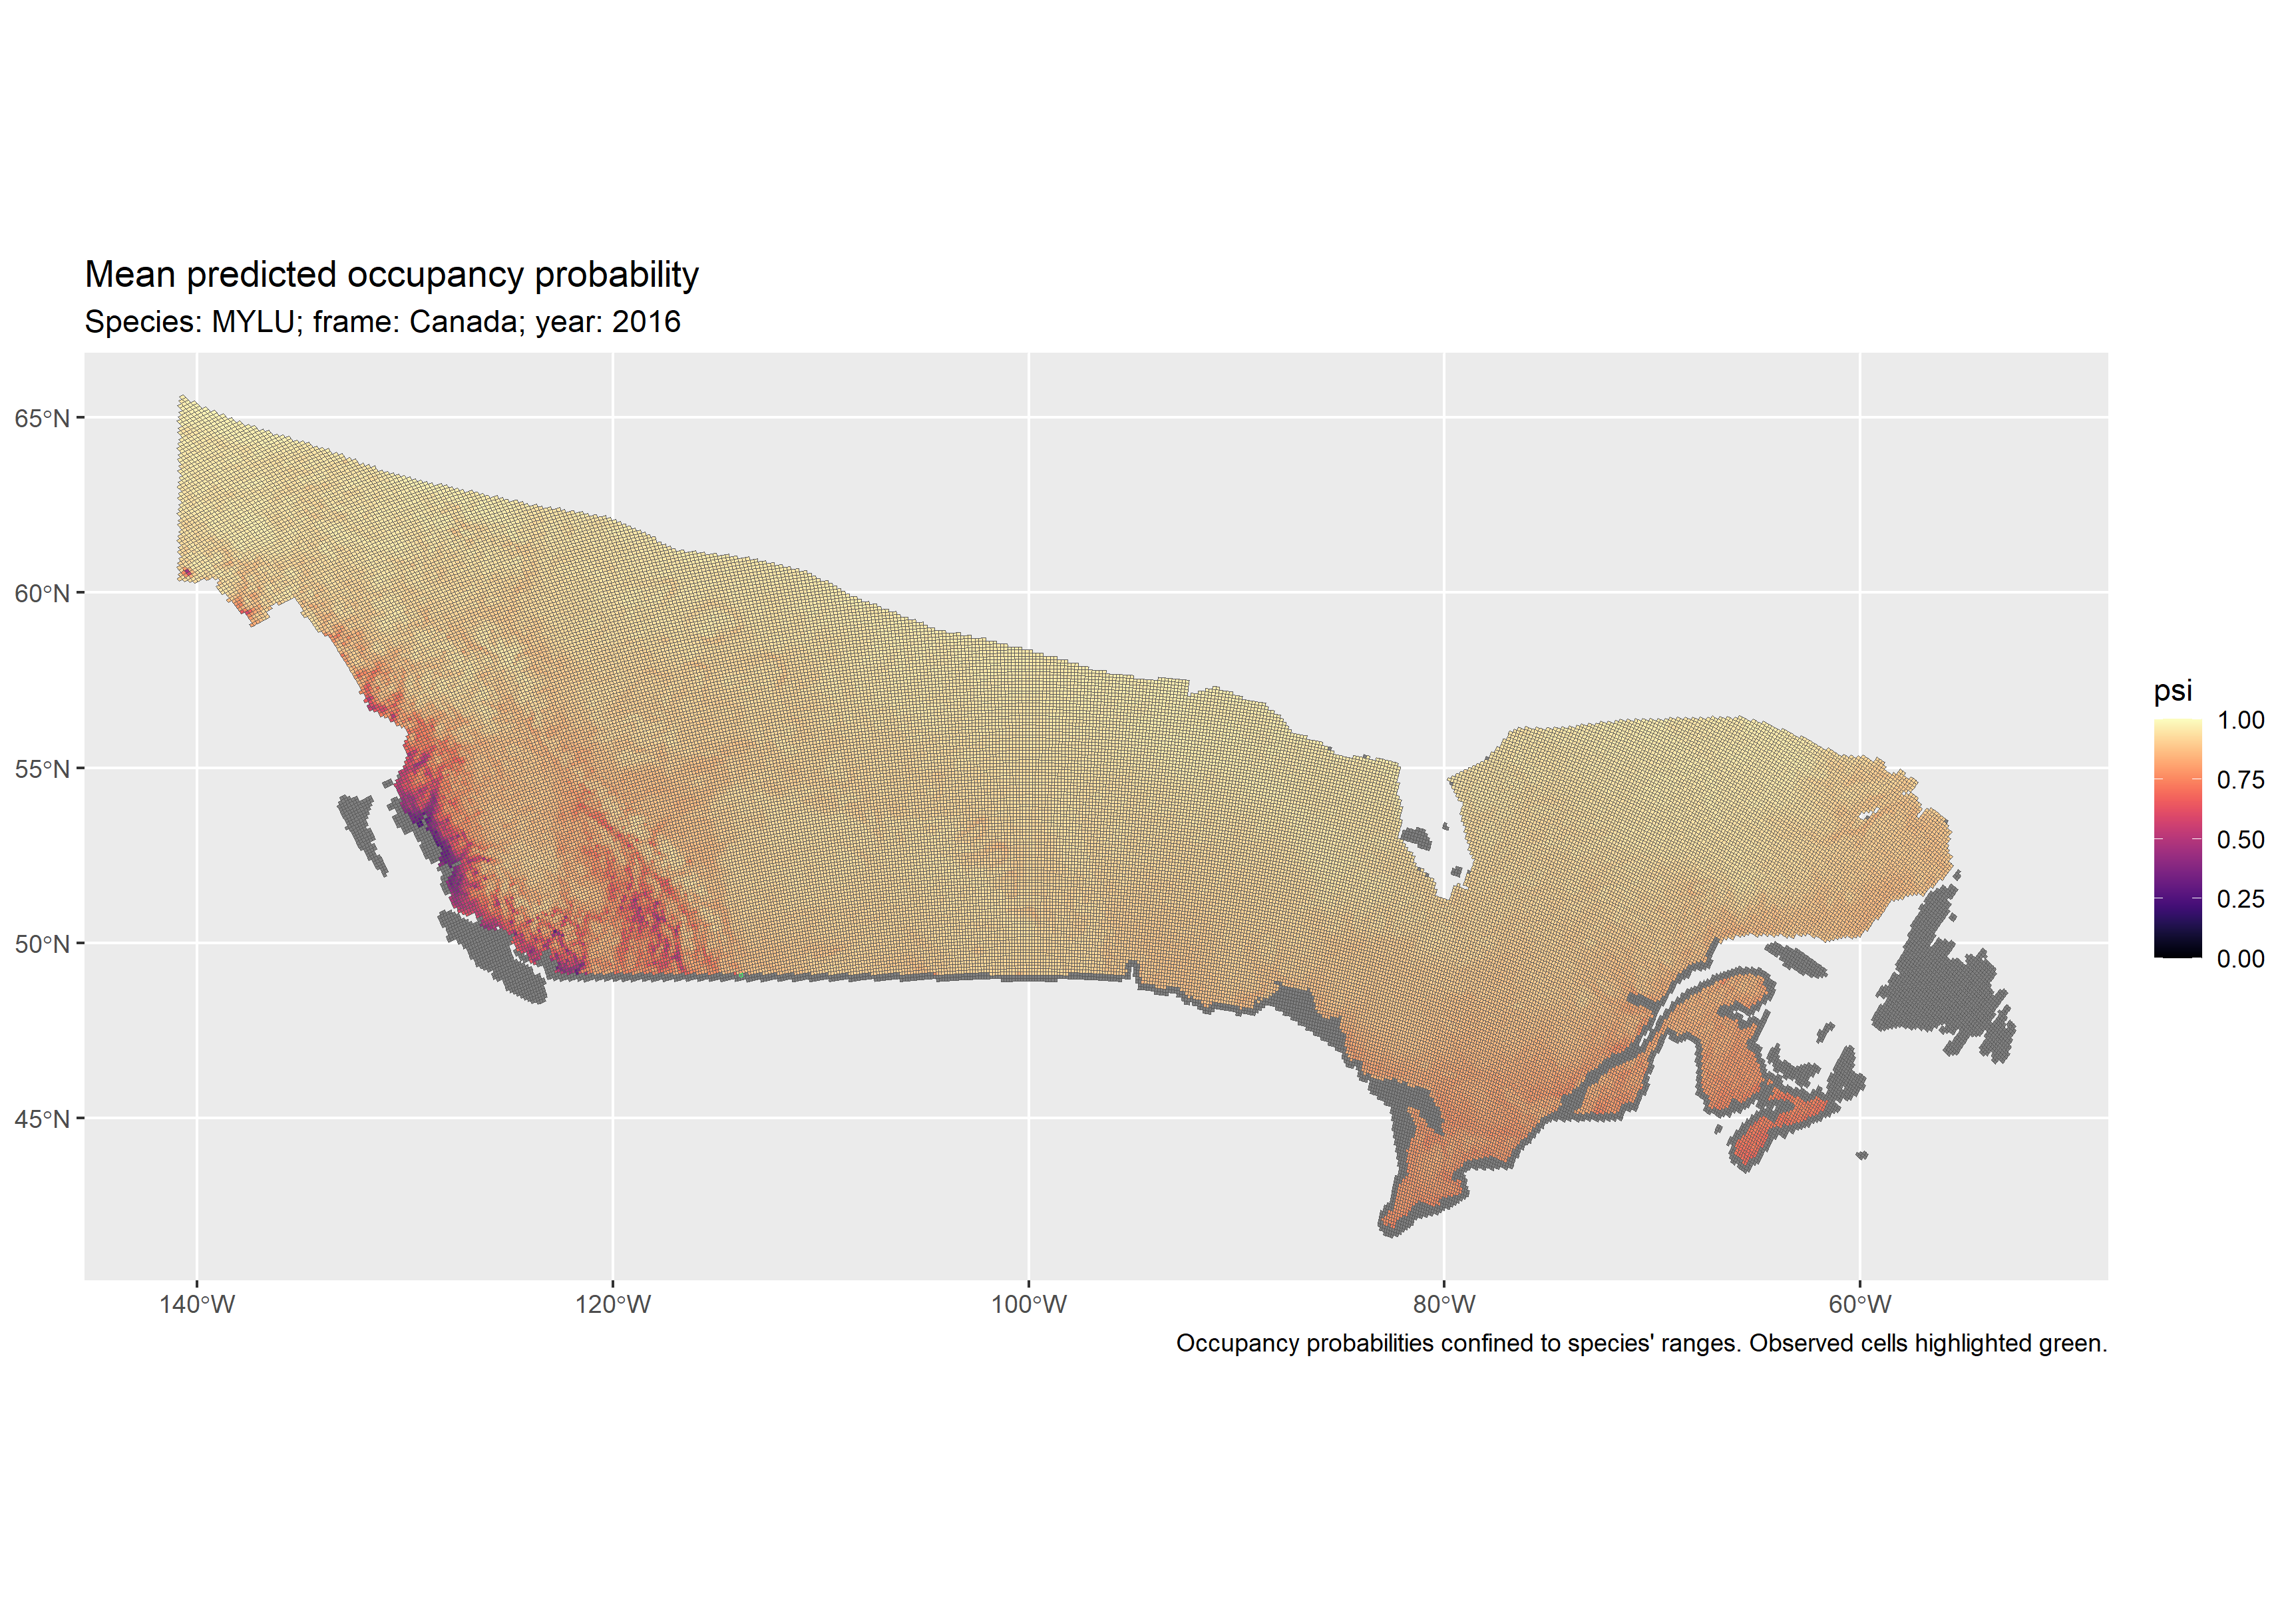 Mean predicted occupancy probability
Species: MYLU; frame: Canada; year: 2016
65°N
60°N
55°N
50°N
45°N
140°W
120°W
100°W
80°W
60°W
psi
1.00
0.75
0.50
0.25
0.00
Occupancy probabilities confined to species' ranges. Observed cells highlighted green.